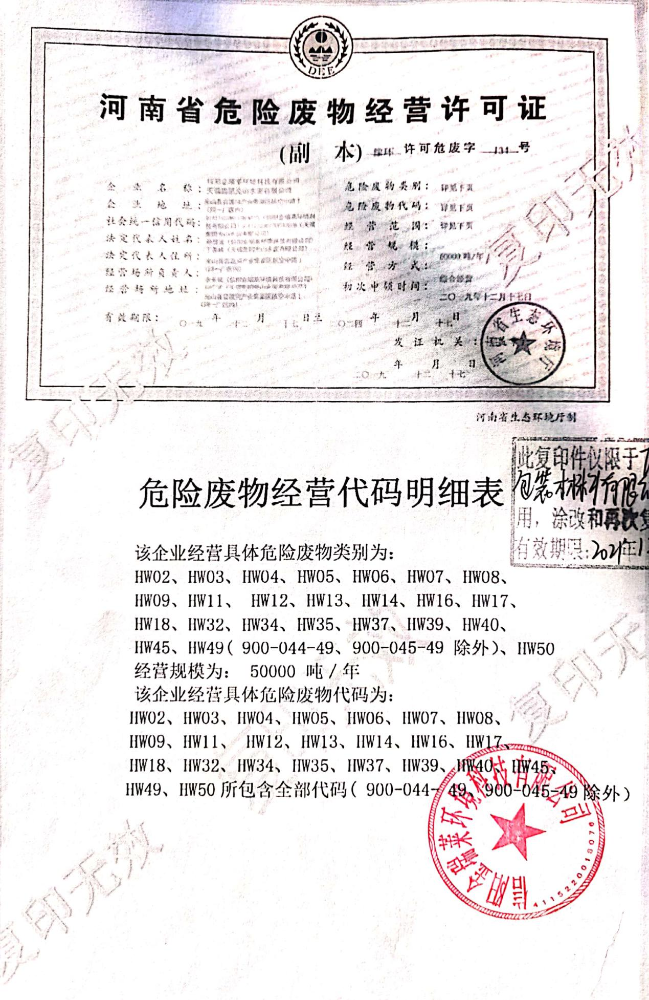 DEE
河南省危险废物经营许可证
(副 本) 豫环 许可危废字 134 号
企业名称:
企业地址:
社会统一信用代码:
法定代表人姓名:
法定代表人住所:
经营场所负责人:
经营场所地址:
危险废物类别: 详见下页
危险废物代码: 详见下页
经营范围: 详见下页
经营规模:
50000 吨/年
经营方式:
综合经营
初次申领时间:
二〇一九年十二月十七日
有效期限: 〇一九 年 十二 月 十七 日至 二〇二四 年 十二 月 十七 日
发证机关:
二〇一九 年 十二 月 十七 日
河南省生态环境厅
河南省生态环境厅制
此复印件仅限于
包装材料有限
用，涂改和再次复
有效期限:2021年1
危险废物经营代码明细表
该企业经营具体危险废物类别为:
HW02、HW03、HW04、HW05、HW06、HW07、HW08、
HW09、HW11、 HW12、HW13、HW14、HW16、HW17、
HW18、HW32、HW34、HW35、HW37、HW39、HW40、
HW45、HW49( 900-044-49、900-045-49 除外)、HW50
经营规模为: 50000 吨/年
该企业经营具体危险废物代码为:
HW02、HW03、HW04、HW05、HW06、HW07、HW08、
HW09、HW11、 HW12、HW13、HW14、HW16、HW17、
HW18、HW32、HW34、HW35、HW37、HW39、HW40、HW45、
HW49、HW50 所包含全部代码( 900-044-49、900-045-49 除外)
信阳金瑞莱环境科技有限公司
4115220018076
复印无效
复印无效
复印无
复印无效